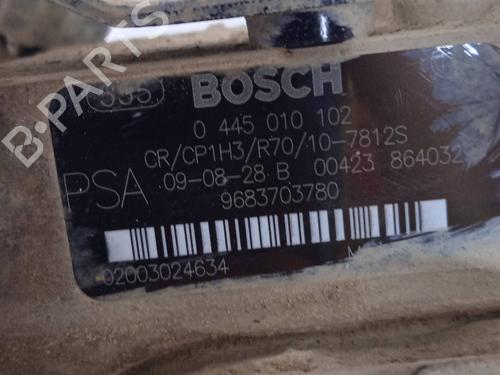 B-PARTS
535 BOSCH
0 445 010 102
CR/CP1H3/R70/10-7812S
PSA 09-08-28 B 00423 864032
9683703780
02003024634